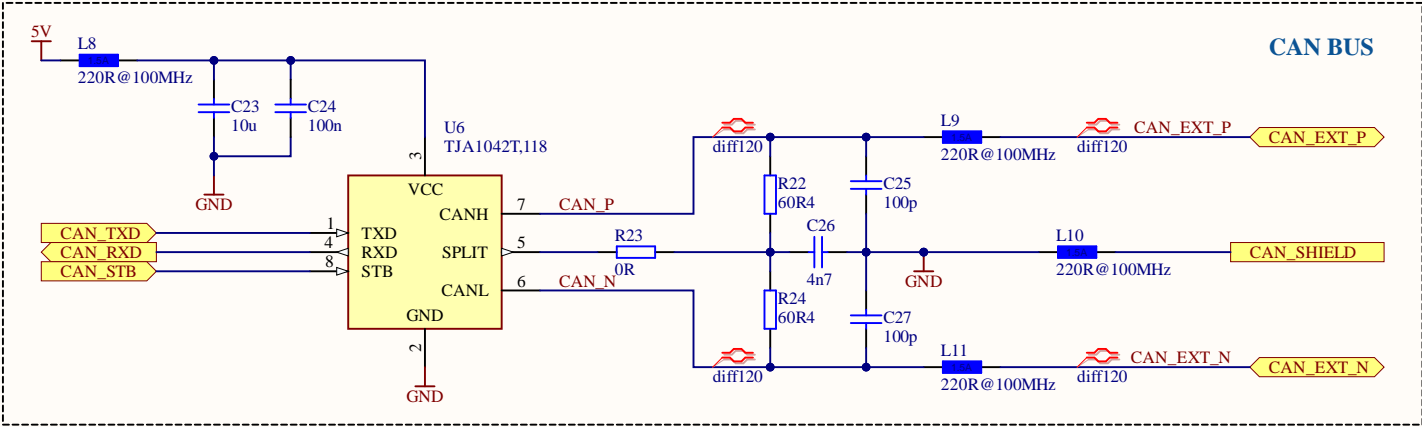 CAN BUS
5V
L8
220R@100MHz
C23
10u
C24
100n
U6
TJA1042T,118
3
VCC
CANH
7
CAN_P
TXD
1
CAN_TXD
RXD
4
CAN_RXD
STB
8
CAN_STB
SPLIT
5
R23
0R
CANL
6
CAN_N
GND
2
GND
GND
diff120
R22
60R4
C25
100p
C26
4n7
R24
60R4
C27
100p
diff120
L9
220R@100MHz
diff120
CAN_EXT_P
CAN_EXT_P
GND
L10
220R@100MHz
CAN_SHIELD
L11
220R@100MHz
diff120
CAN_EXT_N
CAN_EXT_N